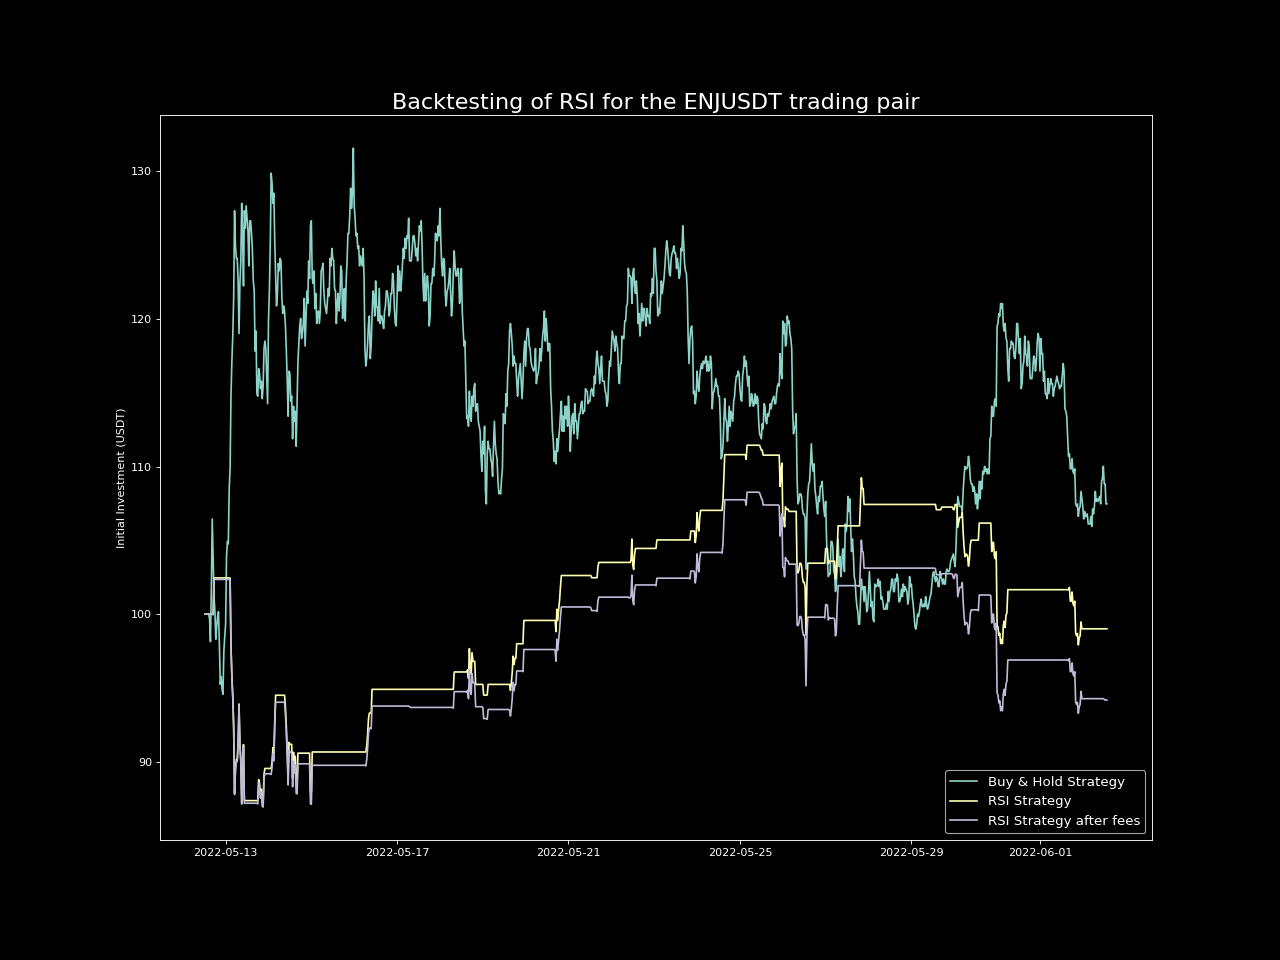 Backtesting of RSI for the ENJUSDT trading pair
130
120
110
100
90
Initial Investment (USDT)
2022-05-13
2022-05-17
2022-05-21
2022-05-25
2022-05-29
2022-06-01
Buy & Hold Strategy
RSI Strategy
RSI Strategy after fees